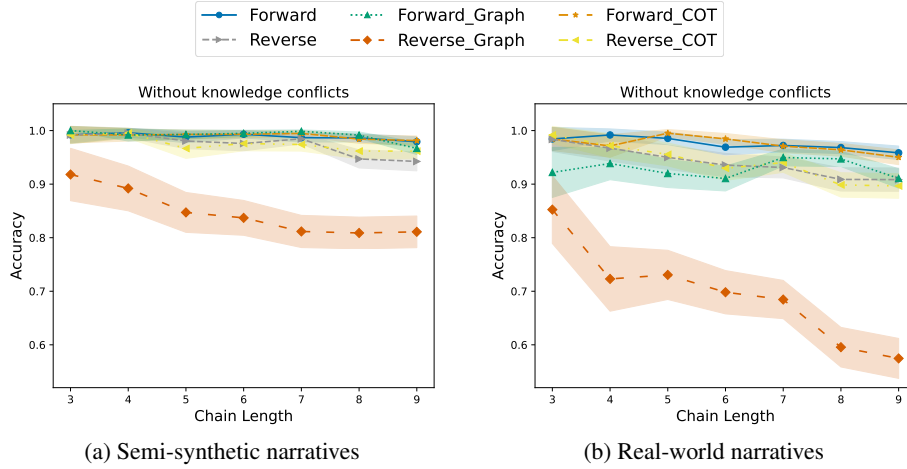 Forward Forward_Graph Forward_COT
Reverse Reverse_Graph Reverse_COT
Without knowledge conflicts
1.0
0.9
0.8
0.7
0.6
Accuracy
3 4 5 6 7 8 9
Chain Length
(a) Semi-synthetic narratives
Without knowledge conflicts
1.0
0.9
0.8
0.7
0.6
Accuracy
3 4 5 6 7 8 9
Chain Length
(b) Real-world narratives